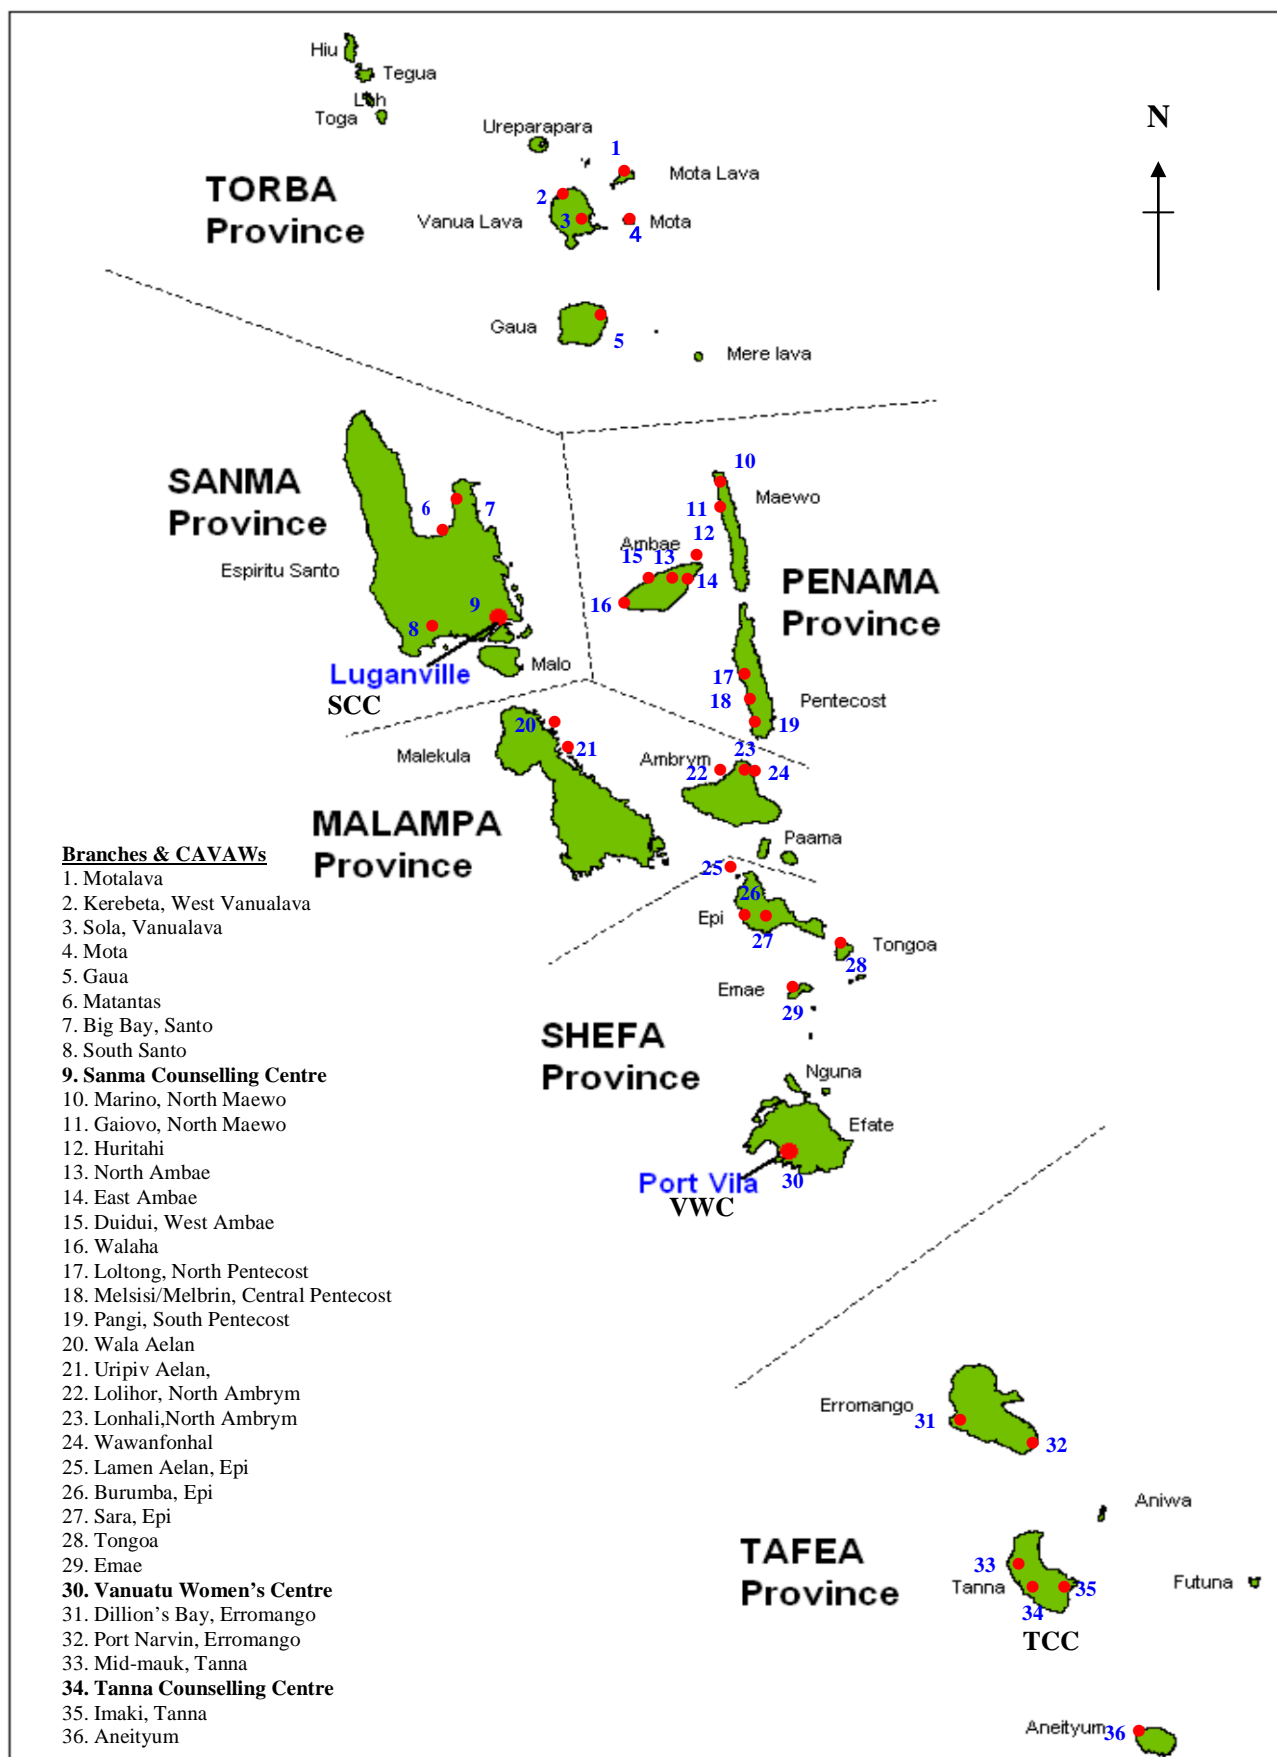 Hiu
Tegua
Loh
Toga
Ureparapara
N
1
Mota Lava
TORBA
Province
2
Vanua Lava
3
Mota
4
Gaua
5
Mere lava
SANMA
Province
10
Maewo
6
7
11
12
Ambae
15
13
14
Espiritu Santo
PENAMA
Province
16
9
8
Luganville
SCC
Malo
17
18
Pentecost
19
20
21
Malekula
Ambrym
23
22
24
MALAMPA
Province
Paama
25
26
Epi
27
Tongoa
28
Emae
29
SHEFA
Province
Nguna
Efate
Port Vila
30
VWC
Erromango
31
32
Aniwa
TAFEA
Province
33
Tanna
35
34
TCC
Futuna
Aneityum
36
Branches & CAVAWs
1. Motalava
2. Kerebeta, West Vanualava
3. Sola, Vanualava
4. Mota
5. Gaua
6. Matantas
7. Big Bay, Santo
8. South Santo
9. Sanma Counselling Centre
10. Marino, North Maewo
11. Gaiovo, North Maewo
12. Huritahi
13. North Ambae
14. East Ambae
15. Duidui, West Ambae
16. Walaha
17. Loltong, North Pentecost
18. Melsisi/Melbrin, Central Pentecost
19. Pangi, South Pentecost
20. Wala Aelan
21. Uripiv Aelan,
22. Lolihor, North Ambrym
23. Lonhali,North Ambrym
24. Wawanfonhal
25. Lamen Aelan, Epi
26. Burumba, Epi
27. Sara, Epi
28. Tongoa
29. Emae
30. Vanuatu Women's Centre
31. Dillion's Bay, Erromango
32. Port Narvin, Erromango
33. Mid-mauk, Tanna
34. Tanna Counselling Centre
35. Imaki, Tanna
36. Aneityum